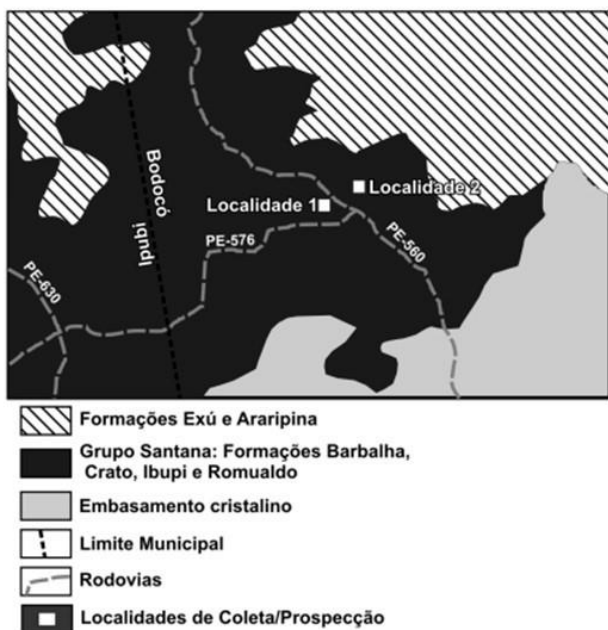 Bodocó
Ipubi
Localidade 1
Localidade 2
PE-576
PE-560
PE-630
Formações Exú e Araripina
Grupo Santana: Formações Barbalha,
Crato, Ibupi e Romualdo
Embasamento cristalino
Limite Municipal
Rodovias
Localidades de Coleta/Prospecção